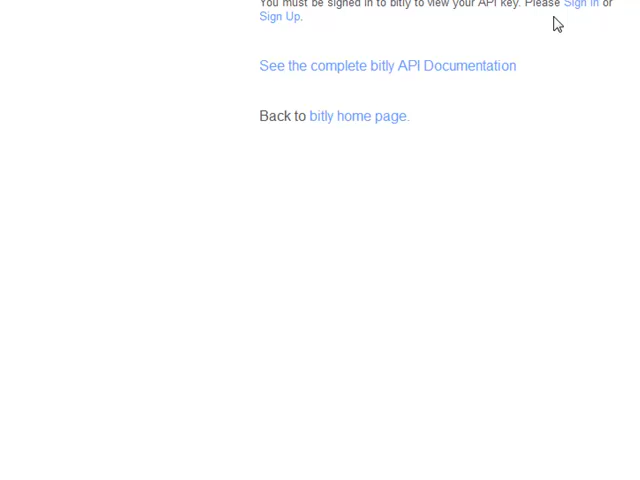 You must be signed in to bitly to view your API key. Please Sign In or
Sign Up.
See the complete bitly API Documentation
Back to bitly home page.